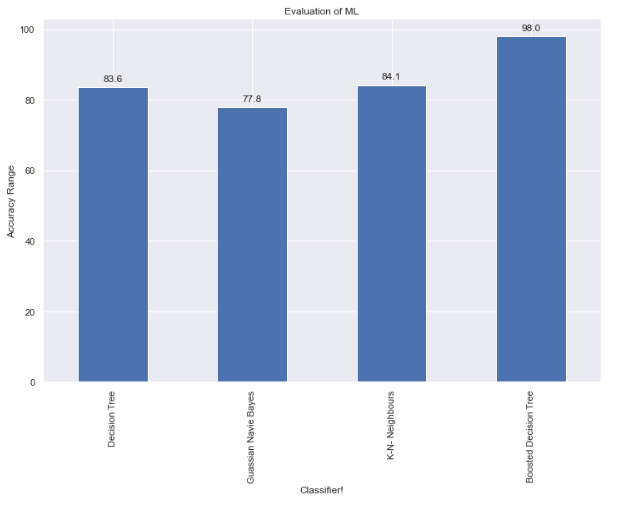 Evaluation of ML
Accuracy Range
100
80
60
40
20
0
83.6
77.8
84.1
98.0
Decision Tree
Guassian Navie Bayes
K-N- Neighbours
Boosted Decision Tree
Classifier!